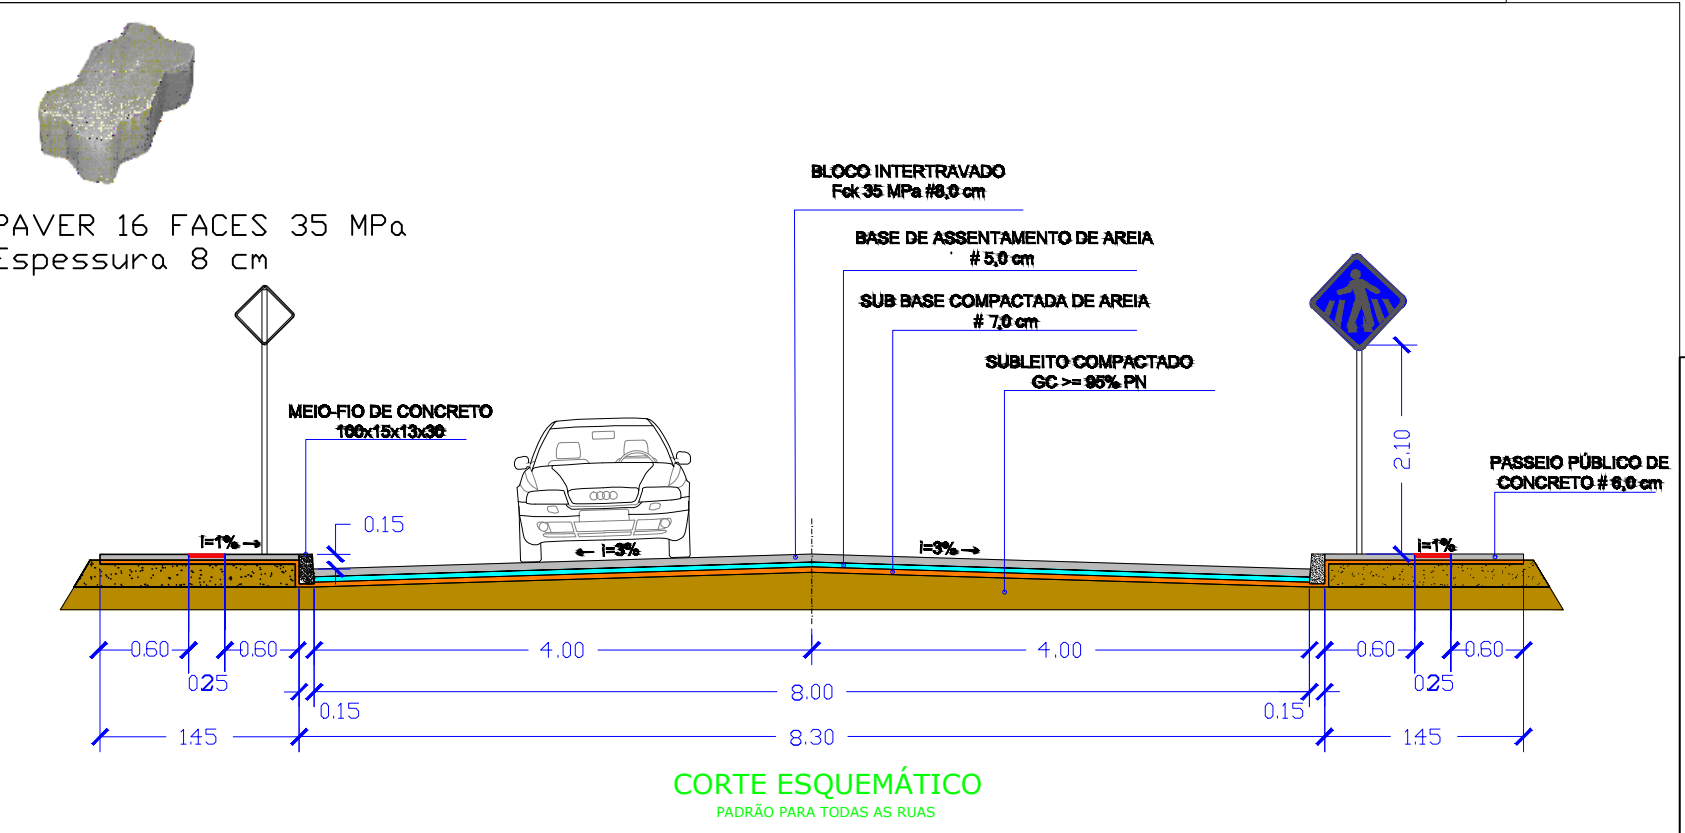 PAVER 16 FACES 35 MPa
Espessura 8 cm
BLOCO INTERTRAVADO
Fck 35 MPa #8,0 cm
BASE DE ASSENTAMENTO DE AREIA
# 5,0 cm
SUB BASE COMPACTADA DE AREIA
# 7,0 cm
SUBLEITO COMPACTADO
GC >= 95% PN
MEIO-FIO DE CONCRETO
100x15x13x30
2.10
PASSEIO PÚBLICO DE
CONCRETO # 6,0 cm
0.15
i=1% →
← i=3%
i=3% →
i=1%
0.60 0.60 4.00 4.00 0.60 0.60
025 025
8.00
0.15 0.15
1.45 8.30 1.45
CORTE ESQUEMÁTICO
PADRÃO PARA TODAS AS RUAS